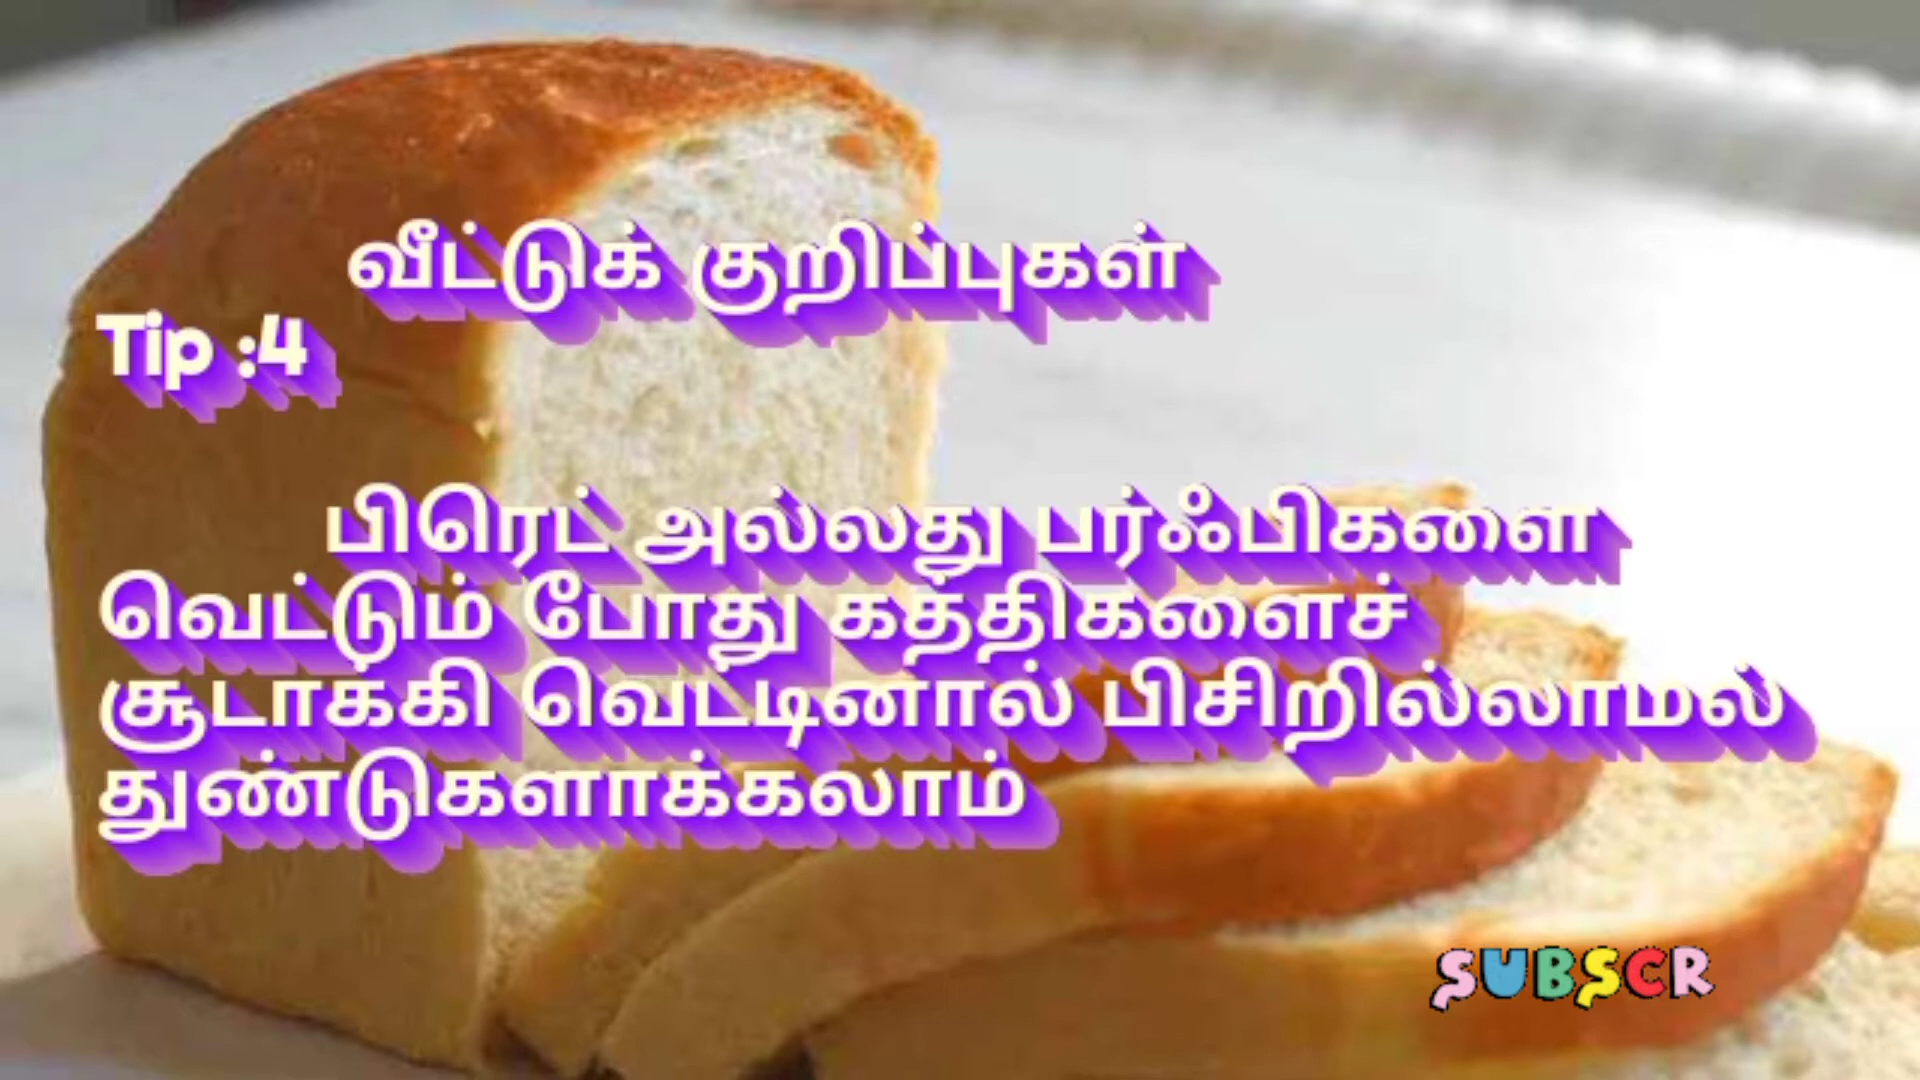 வீட்டுக் குறிப்புகள்
Tip :4
பிரெட் அல்லது பர்ஃபிகளை
வெட்டும் போது கத்திகளைச்
சூடாக்கி வெட்டினால் பிசிறில்லாமல்
துண்டுகளாக்கலாம்
SUBSCR